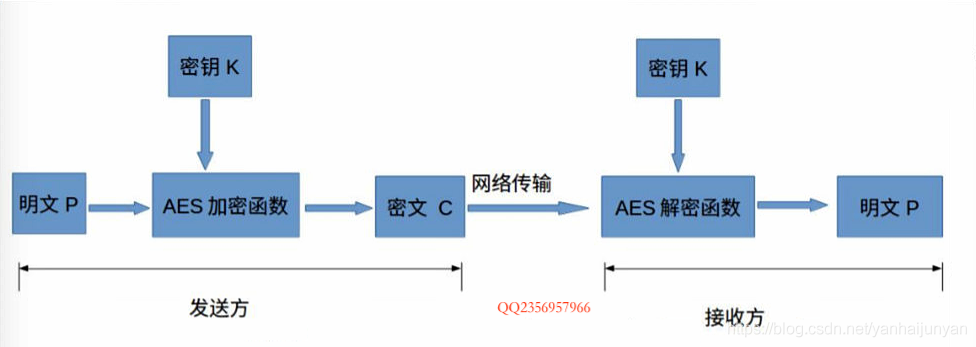 密钥 K
密钥 K
明文 P
AES 加密函数
密文 C
网络传输
AES 解密函数
明文 P
发送方
QQ2356957966
接收方
https://blog.csdn.net/yanhaijunyan